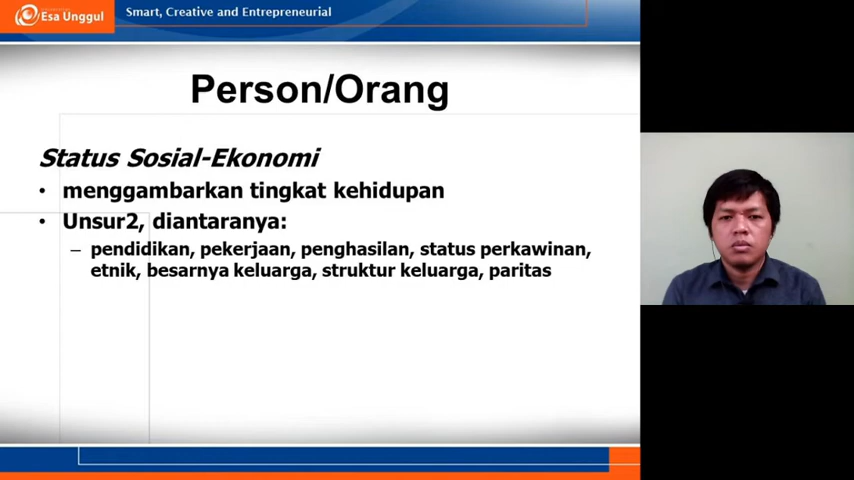 Esa Unggul
Smart, Creative and Entrepreneurial
Person/Orang
Status Sosial-Ekonomi
• menggambarkan tingkat kehidupan
• Unsur2, diantaranya:
– pendidikan, pekerjaan, penghasilan, status perkawinan,
etnik, besarnya keluarga, struktur keluarga, paritas